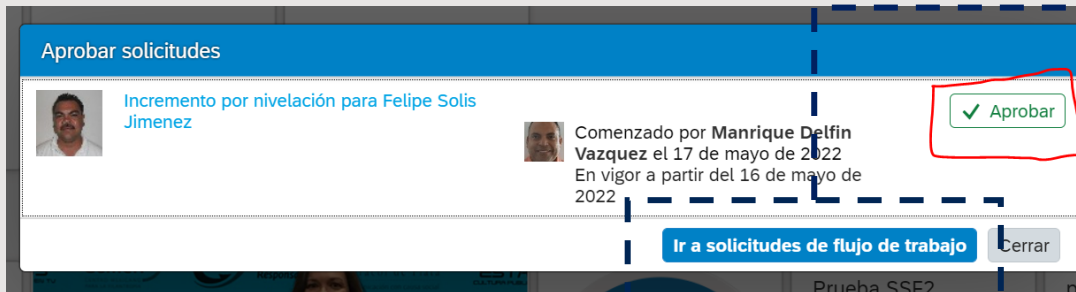 Aprobar solicitudes
Incremento por nivelación para Felipe Solis
Jimenez
Aprobar
Comenzado por Manrique Delfin
Vazquez el 17 de mayo de 2022
En vigor a partir del 16 de mayo de
2022
Ir a solicitudes de flujo de trabajo
Cerrar
Prueba SSF2